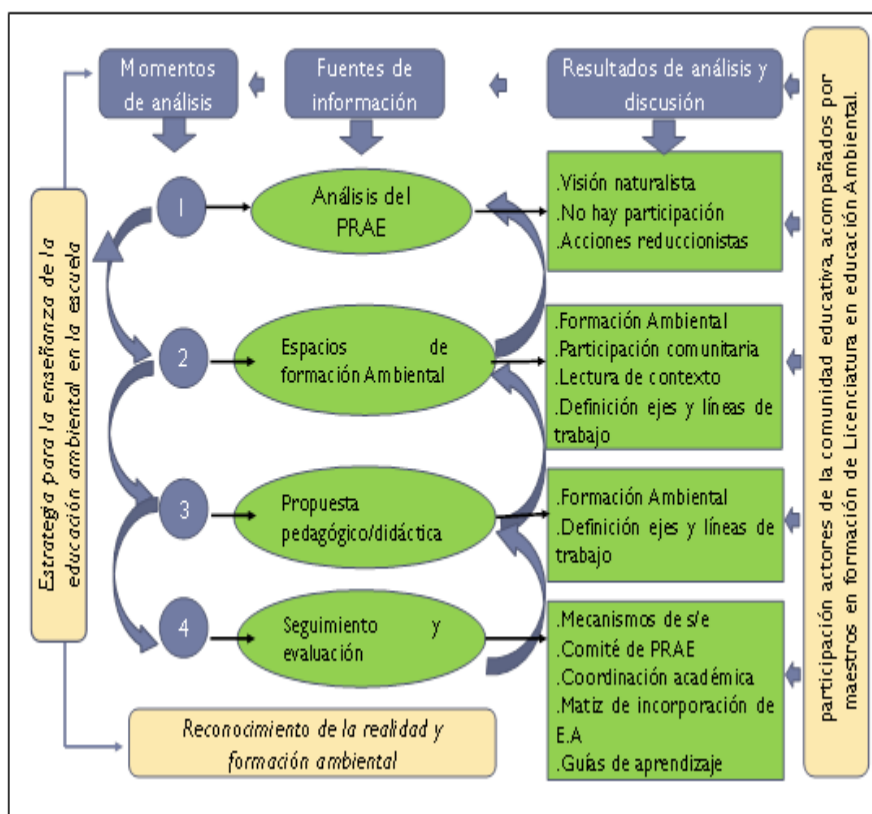 Momentos
de análisis
Fuentes de
información
Resultados de análisis y
discusión
Estrategia para la enseñanza de la
educación ambiental en la escuela
1
Análisis del
PRAE
.Visión naturalista
.No hay participación
.Acciones reduccionistas
2
Espacios de
formación Ambiental
.Formación Ambiental
.Participación comunitaria
.Lectura de contexto
.Definición ejes y líneas de
trabajo
3
Propuesta
pedagógico/didáctica
.Formación Ambiental
.Definición ejes y líneas de
trabajo
4
Seguimiento y
evaluación
.Mecanismos de s/e
.Comité de PRAE
.Coordinación académica
.Matiz de incorporación de
E.A
.Guías de aprendizaje
Reconocimiento de la realidad y
formación ambiental
participación actores de la comunidad educativa, acompañados por
maestros en formación de Licenciatura en educación Ambiental.